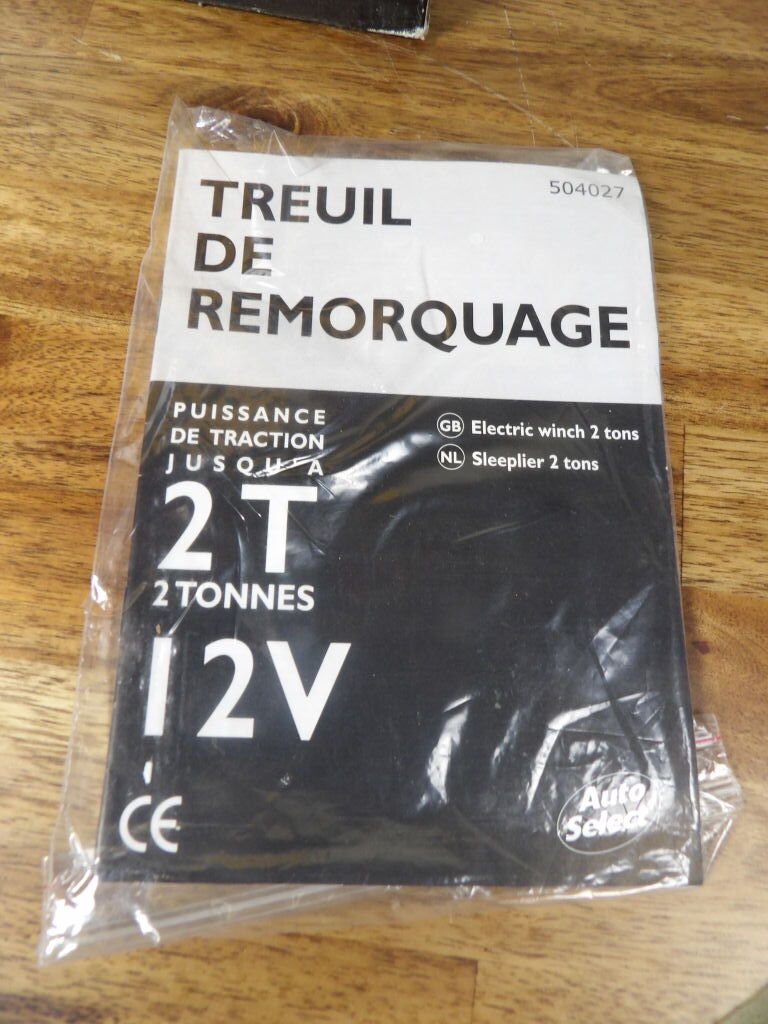 504027
TREUIL
DE
REMORQUAGE
PUISSANCE
DE TRACTION
JUSQU'A
2T
2 TONNES
12V
GB Electric winch 2 tons
NL Sleeplier 2 tons
CE
Auto
Select